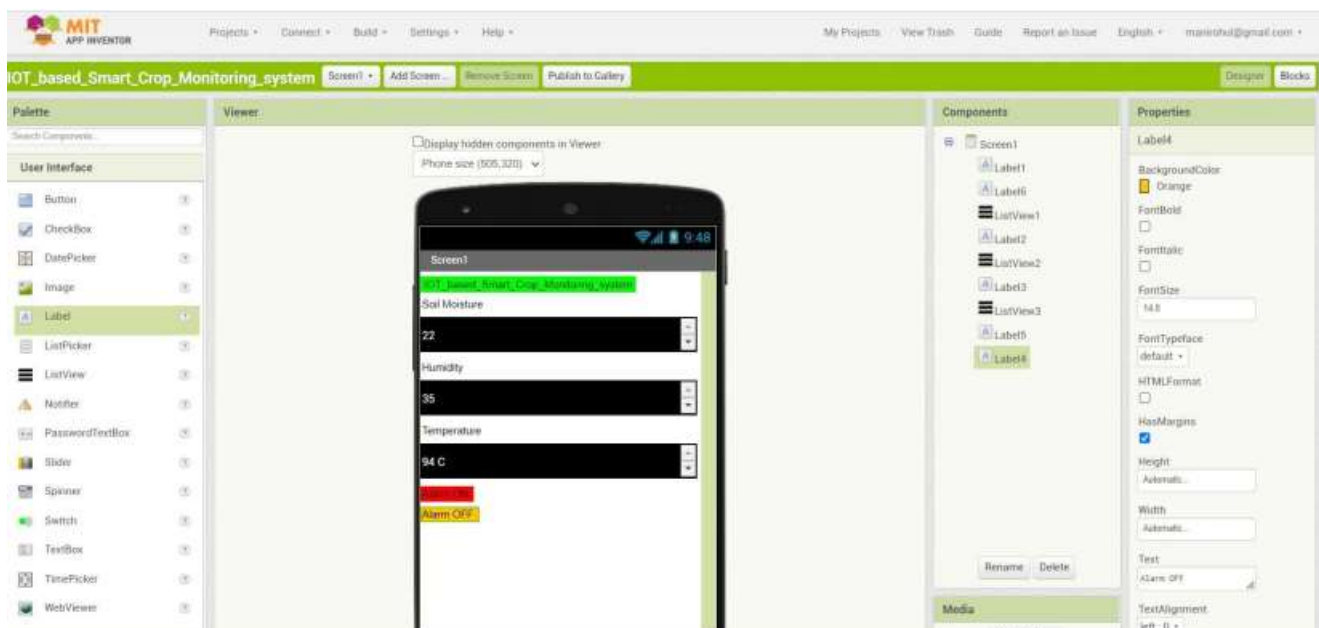 MIT
APP INVENTOR
Projects
Connect
Build
Settings
Help
My Projects
View Trash
Guide
Report an Issue
English
IOT_based_Smart_Crop_Monitoring_system
Screen1
Add Screen ...
Remove Screen
Publish to Gallery
Designer
Blocks
Palette
Search Components...
User Interface
Button
CheckBox
DatePicker
Image
Label
ListPicker
ListView
Notifier
PasswordTextBox
Slider
Spinner
Switch
TextBox
TimePicker
WebViewer
Viewer
Display hidden components in Viewer
Phone size (505,320)
9:48
Screen1
IOT_based_Smart_Crop_Monitoring_system
Soil Moisture
22
Humidity
35
Temperature
94 C
Alarm ON
Alarm OFF
Components
Screen1
Label1
Label6
ListView1
Label2
ListView2
Label3
ListView3
Label5
Label4
Rename
Delete
Media
Properties
Label4
BackgroundColor
Orange
FontBold
FontItalic
FontSize
14.0
FontTypeface
default
HTMLFormat
HasMargins
Height
Automatic...
Width
Automatic...
Text
Alarm OFF
TextAlignment
left : 0